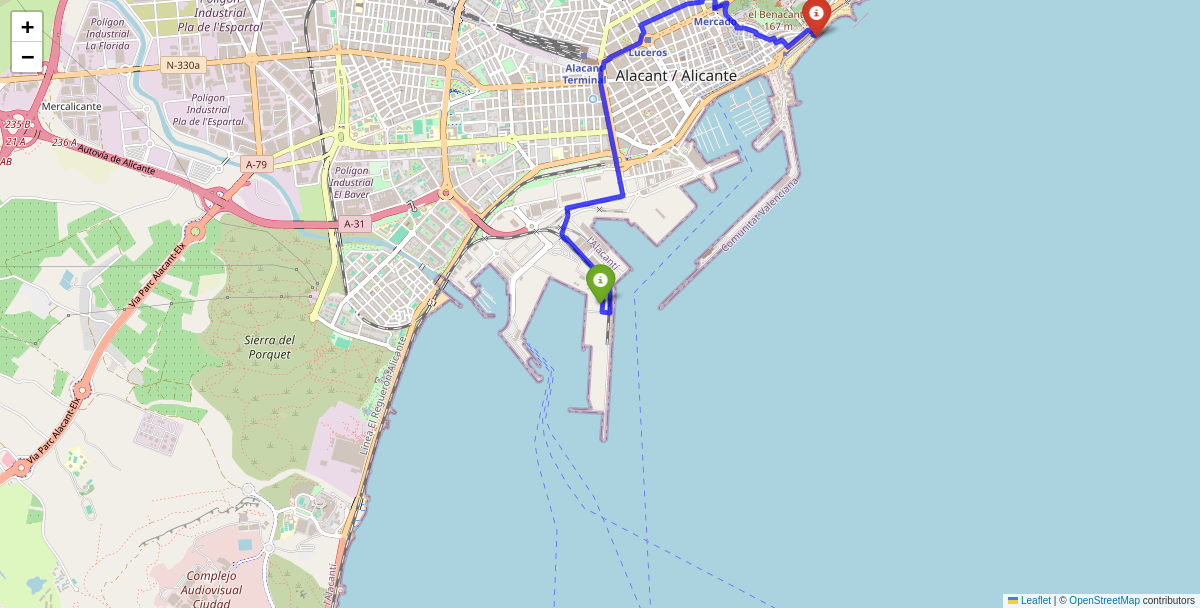 +
−
Polígon
Industrial
La Florida
Polígon
Industrial
Pla de l'Espartal
N-330a
Mercalicante
Polígon
Industrial
Pla de l'Espartal
235 B
21 A
AB
236 A
Autovía de Alicante
A-79
Polígon
Industrial
El Baver
A-31
Alacant
Terminal
Luceros
Mercado
el Benacantil
167 m
Alacant / Alicante
Comunitat Valenciana
l'Alacantí
Via Parc Alacant-Elx
Via Parc Alacant-Elx
Sierra del
Porquet
Línea El Reguerón-Alicante
l'Alacantí
Complejo
Audiovisual
Ciudad
Leaflet | © OpenStreetMap contributors